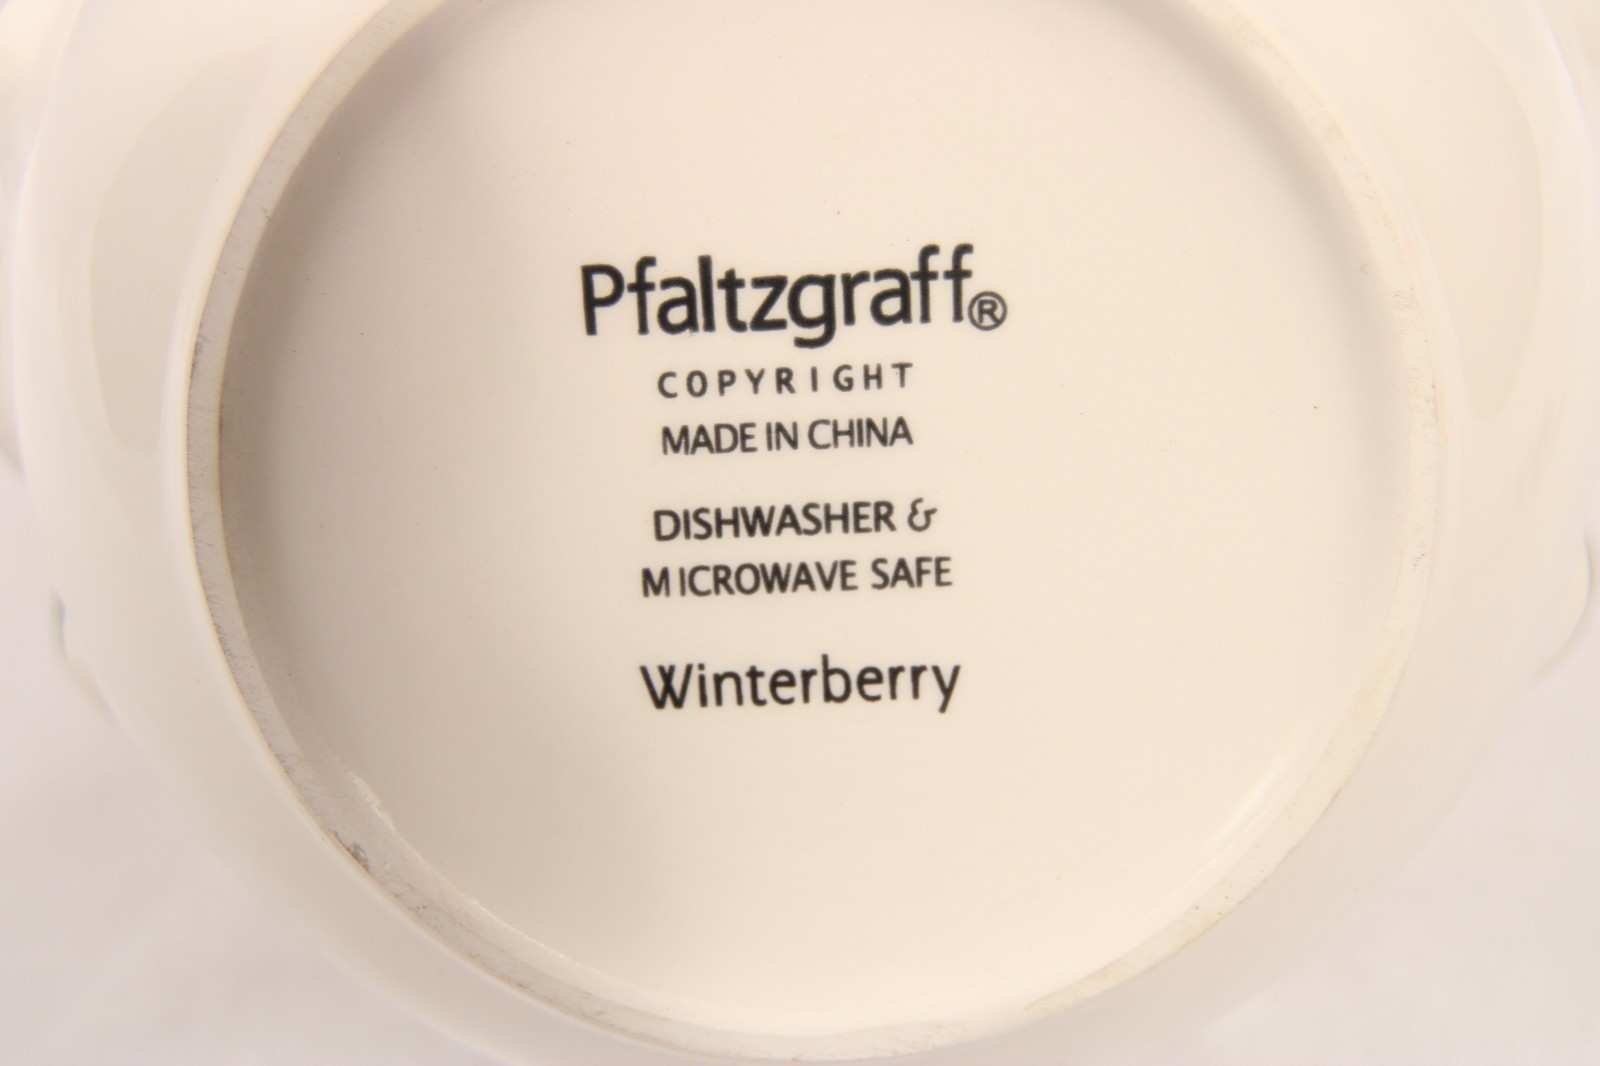 Pfaltzgraff®
COPYRIGHT
MADE IN CHINA
DISHWASHER &
MICROWAVE SAFE
Winterberry